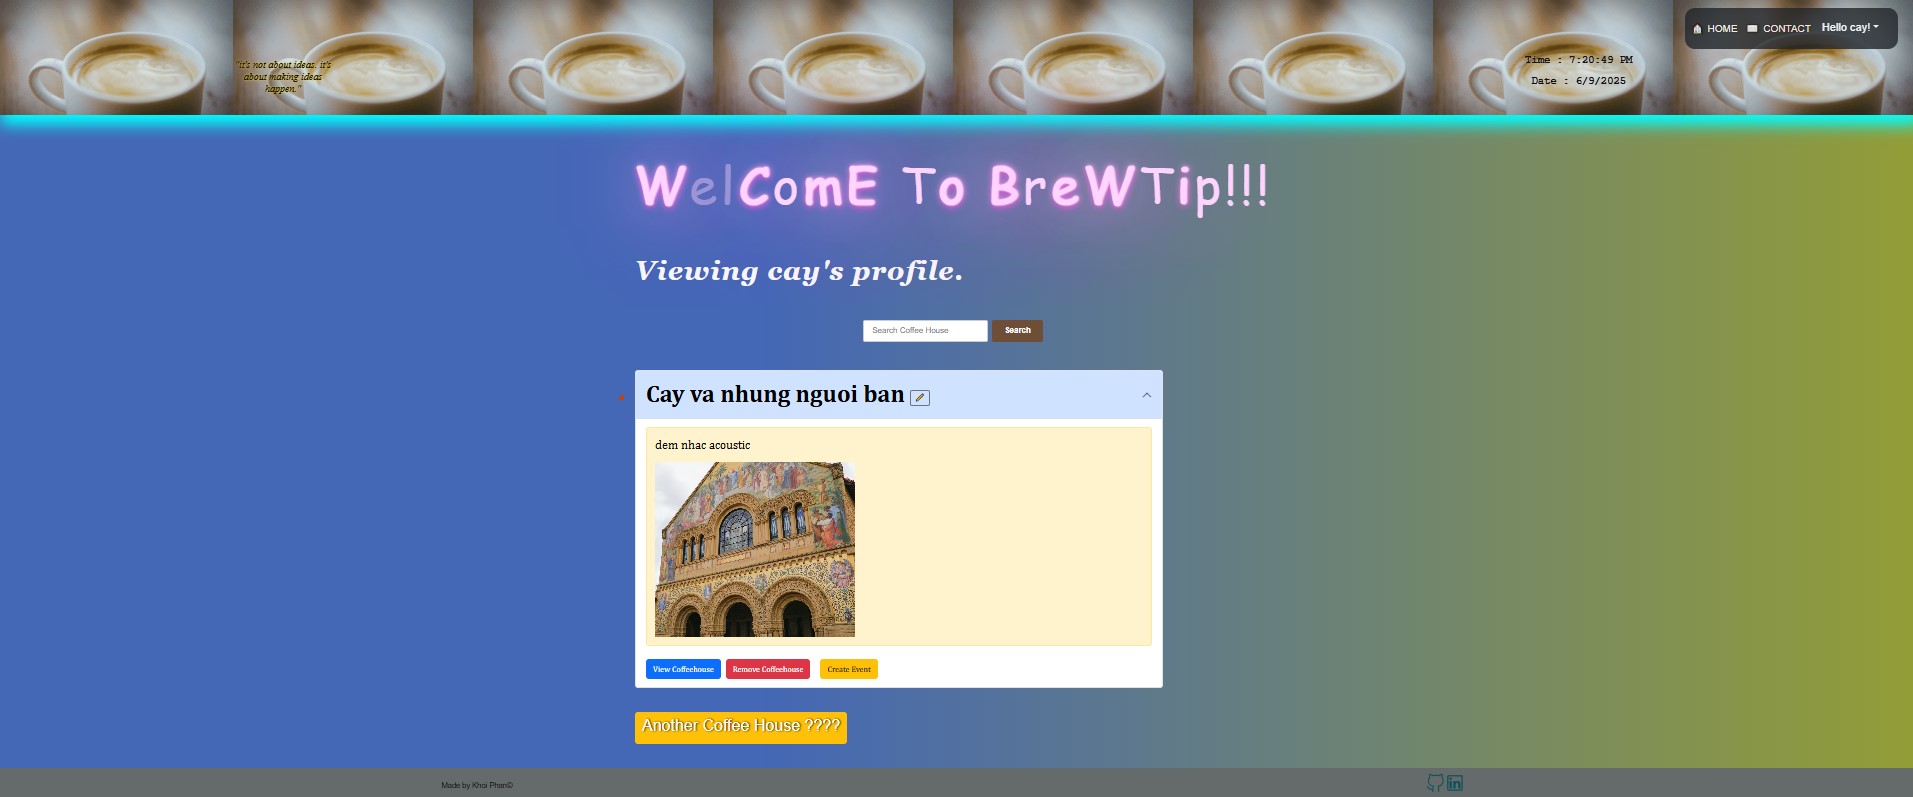 HOME CONTACT Hello cay!
"it's not about ideas. it's
about making ideas
happen."
Time : 7:20:49 PM
Date : 6/9/2025
WelComE To BreWTip!!!
Viewing cay's profile.
Search Coffee House Search
Cay va nhung nguoi ban
dem nhac acoustic
View Coffeehouse Remove Coffeehouse Create Event
Another Coffee House ????
Made by Khoi Phan©
in